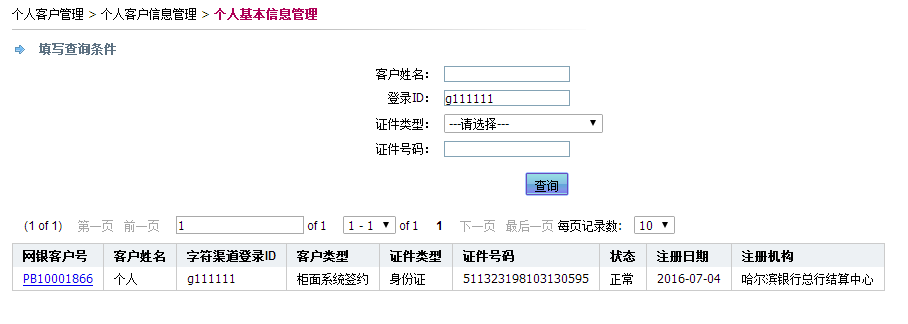 个人客户管理 > 个人客户信息管理 > 个人基本信息管理
填写查询条件
客户姓名：
登录ID： g111111
证件类型： ---请选择---
证件号码：
查询
(1 of 1) 第一页 前一页 1 of 1 1 - 1 of 1 1 下一页 最后一页 每页记录数： 10
网银客户号 客户姓名 字符渠道登录ID 客户类型 证件类型 证件号码 状态 注册日期 注册机构
PB10001866 个人 g111111 柜面系统签约 身份证 511323198103130595 正常 2016-07-04 哈尔滨银行总行结算中心